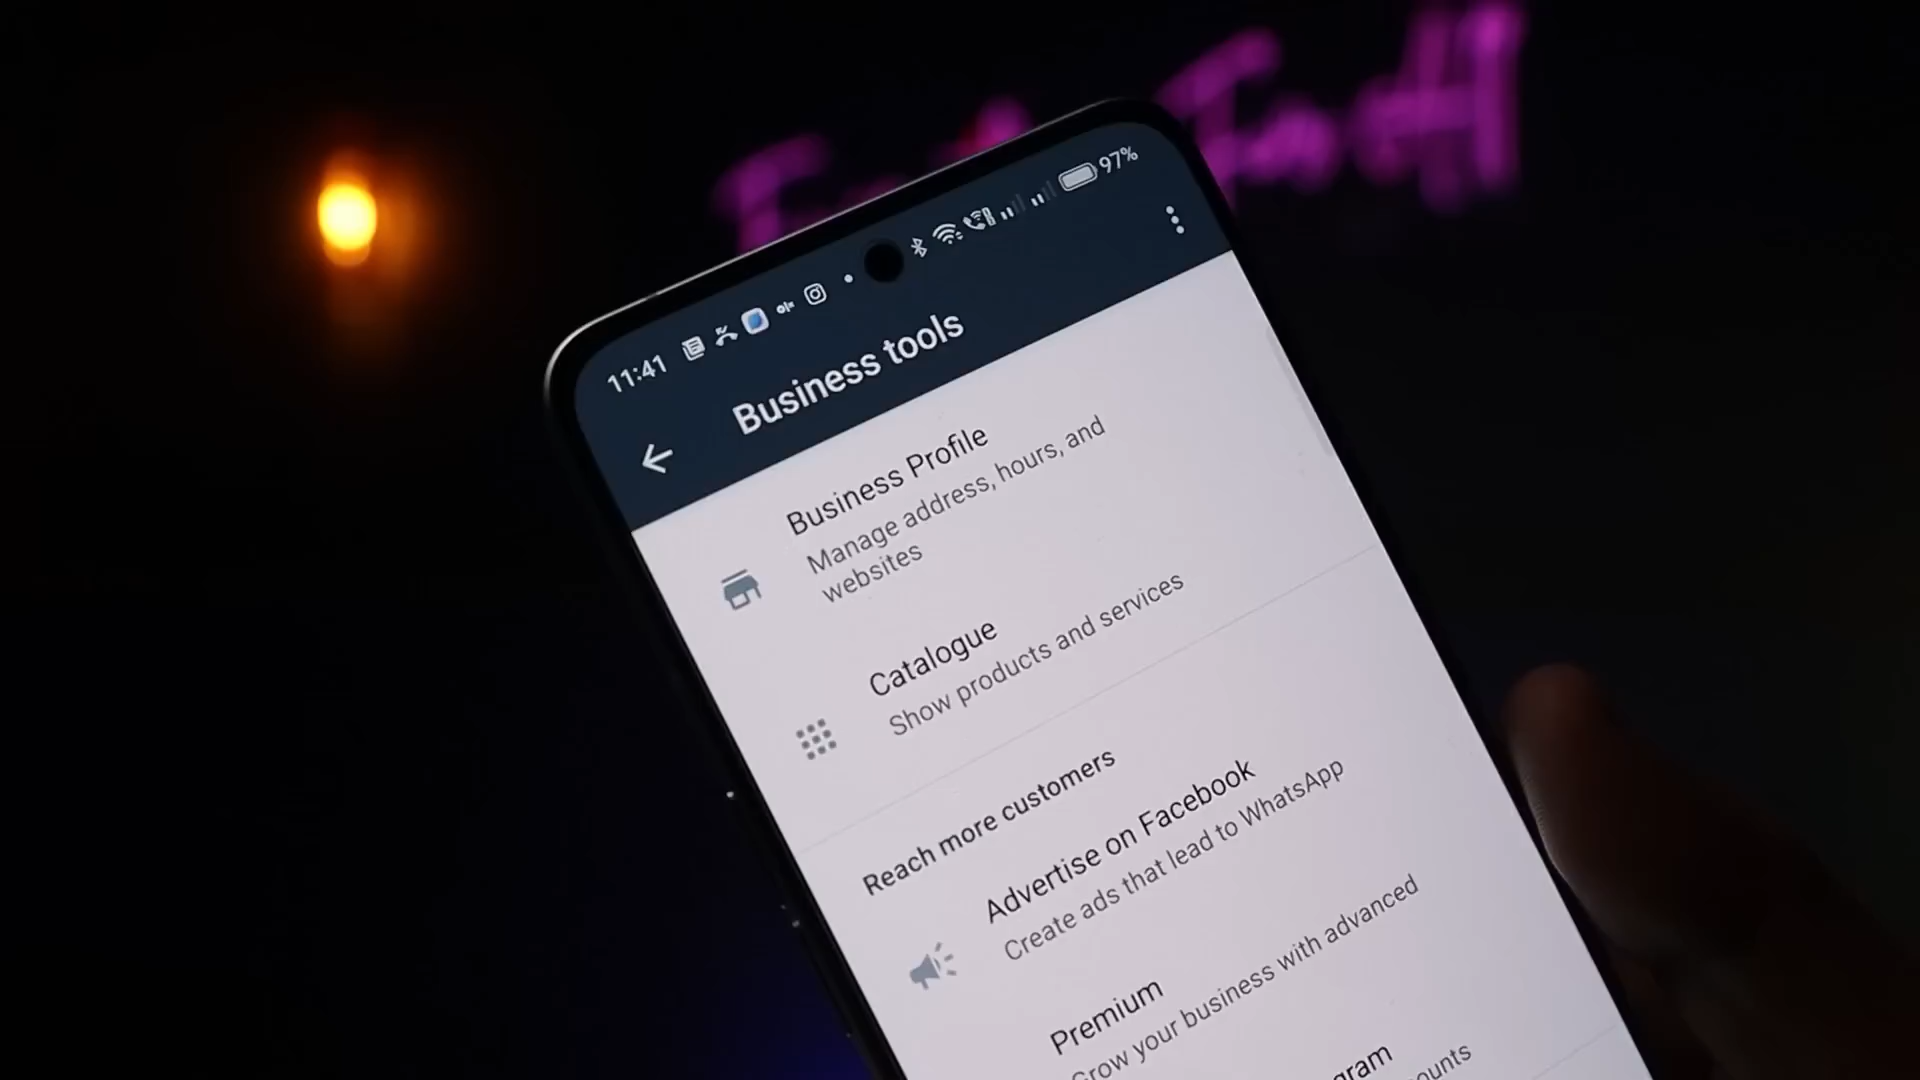 11:41
97%
Business tools
Business Profile
Manage address, hours, and
websites
Catalogue
Show products and services
Reach more customers
Advertise on Facebook
Create ads that lead to WhatsApp
Premium
Grow your business with advanced